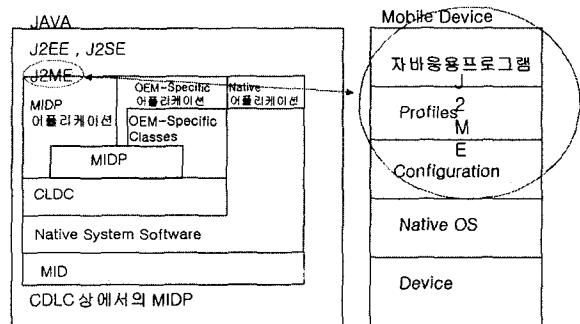 JAVA
J2EE , J2SE
J2ME
MIDP
어플리케이션
OEM-Specific
어플리케이션
Native
어플리케이션
OEM-Specific
Classes
MIDP
CLDC
Native System Software
MID
CDLC 상에서의 MIDP
Mobile Device
자바응용프로그램
Profiles
Configuration
J
2
M
E
Native OS
Device